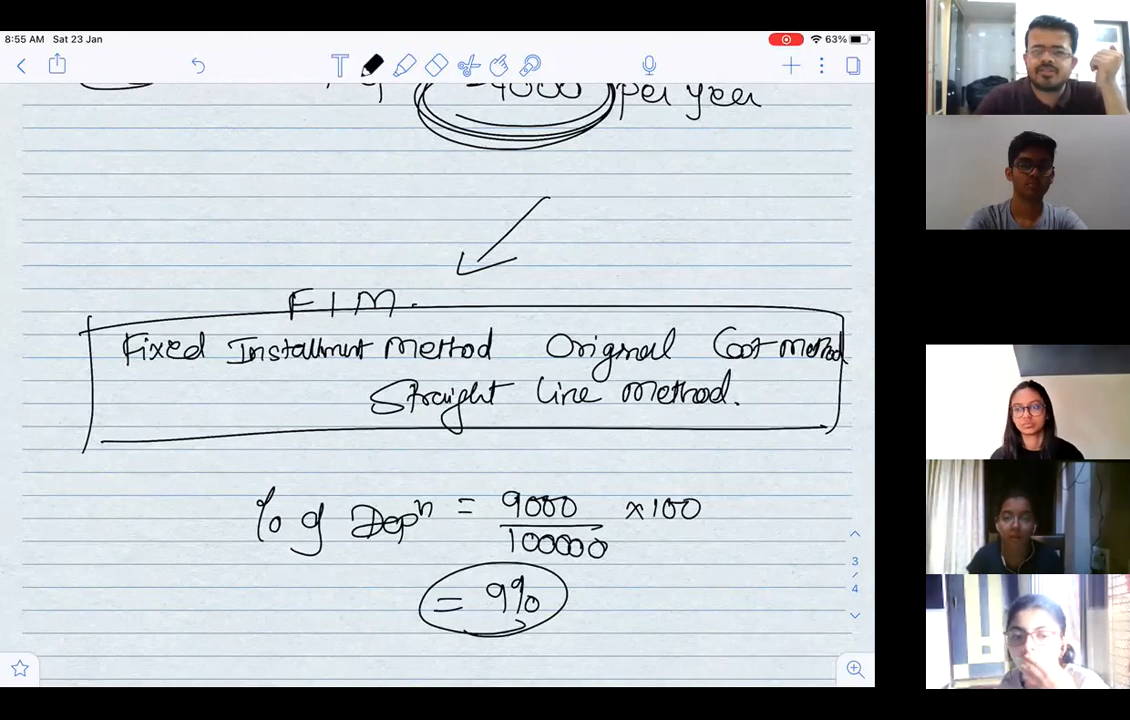 8:55 AM Sat 23 Jan
63%
T
9000 per year
F I M.
Fixed Installment Method Original Cost Method
Straight Line Method.
% of Depn = 9000 ×100
100000
= 9%
3
/
4